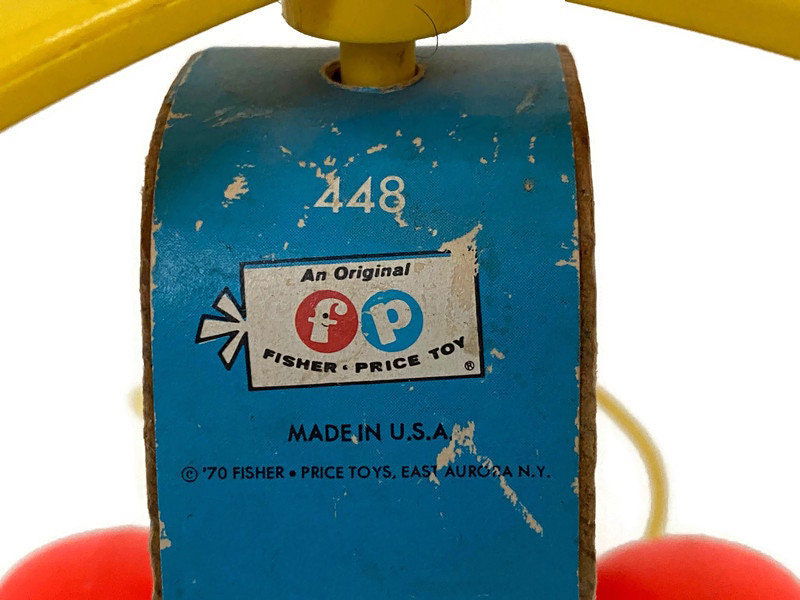 448
An Original
fp
FISHER • PRICE TOY
®
MADE IN U.S.A.
© '70 FISHER • PRICE TOYS, EAST AURORA N.Y.